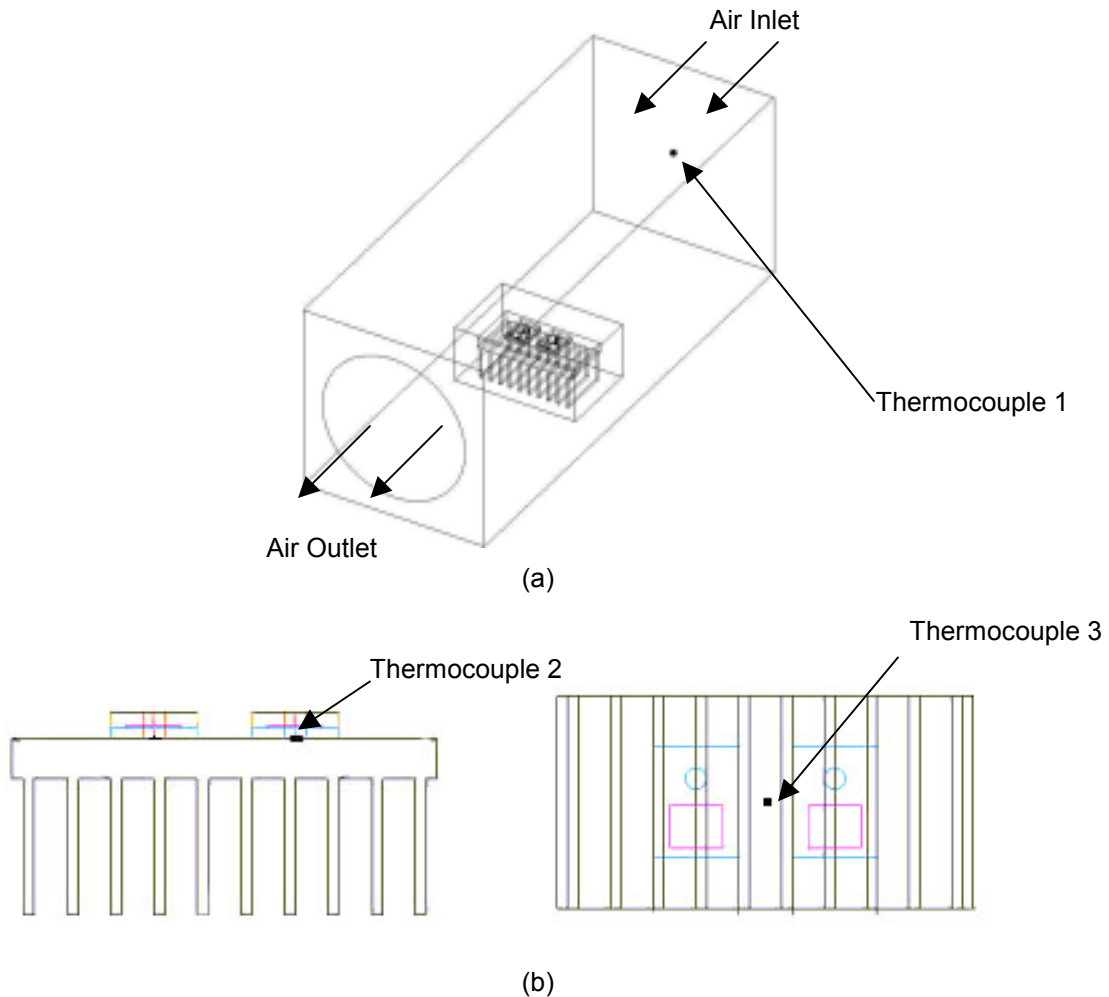 Air Inlet
Thermocouple 1
Air Outlet
(a)
Thermocouple 3
Thermocouple 2
(b)